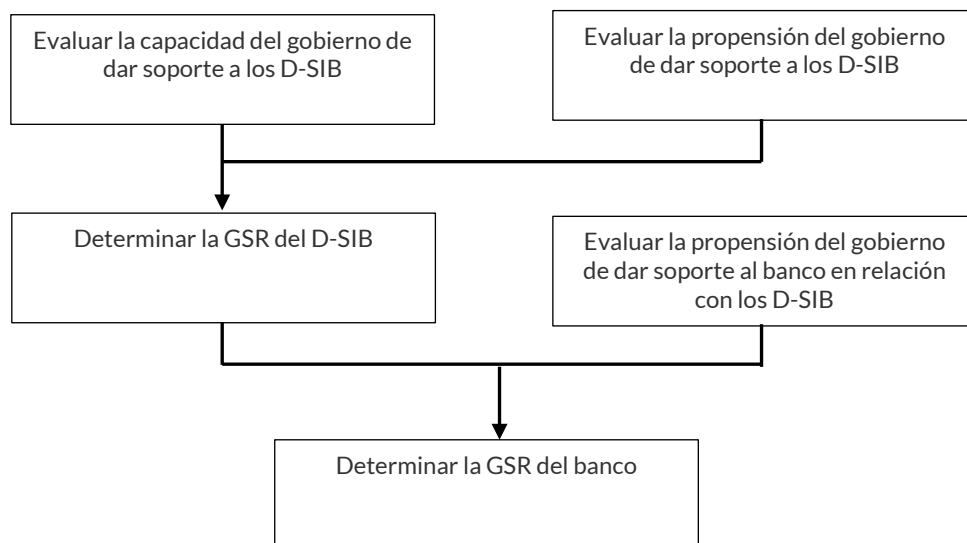 Evaluar la capacidad del gobierno de
dar soporte a los D-SIB
Evaluar la propensión del gobierno
de dar soporte a los D-SIB
Determinar la GSR del D-SIB
Evaluar la propensión del gobierno
de dar soporte al banco en relación
con los D-SIB
Determinar la GSR del banco